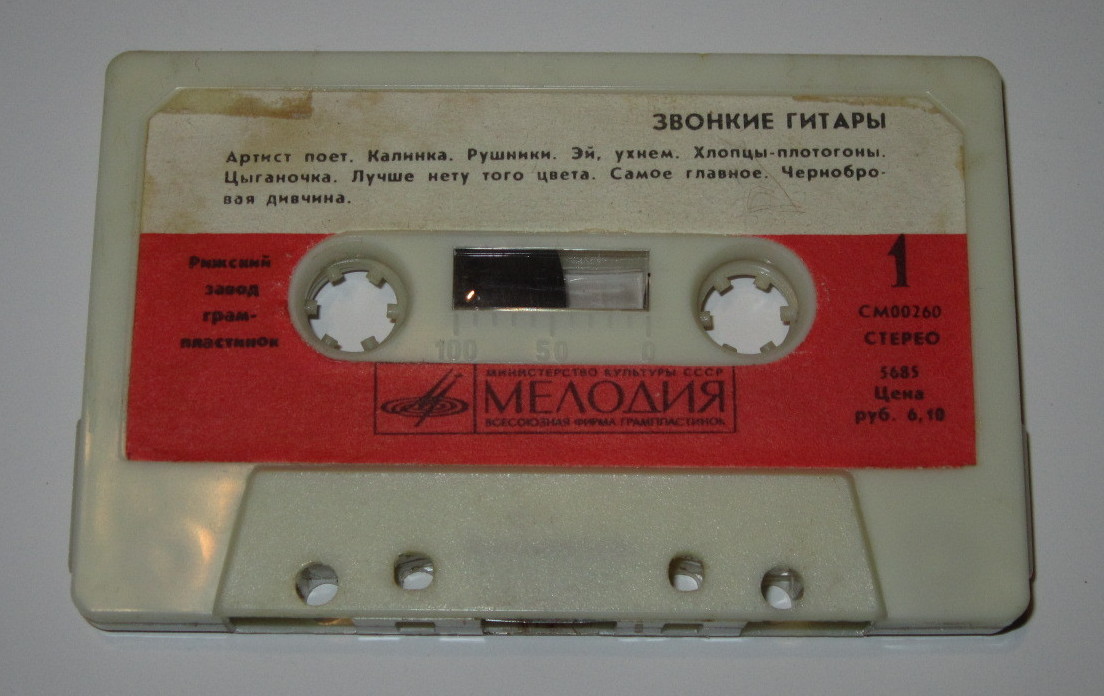 ЗВОНКИЕ ГИТАРЫ
Артист поет. Калинка. Рушники. Эй, ухнем. Хлопцы-плотогоны.
Цыганочка. Лучше нету того цвета. Самое главное. Чернобро-
вая дивчина.
Рижский
завод
грам-
пластинок
100 50 0
1
СМ00260
СТЕРЕО
5685
Цена
руб. 6,10
МИНИСТЕРСТВО КУЛЬТУРЫ СССР
МЕЛОДИЯ
ВСЕСОЮЗНАЯ ФИРМА ГРАМПЛАСТИНОК